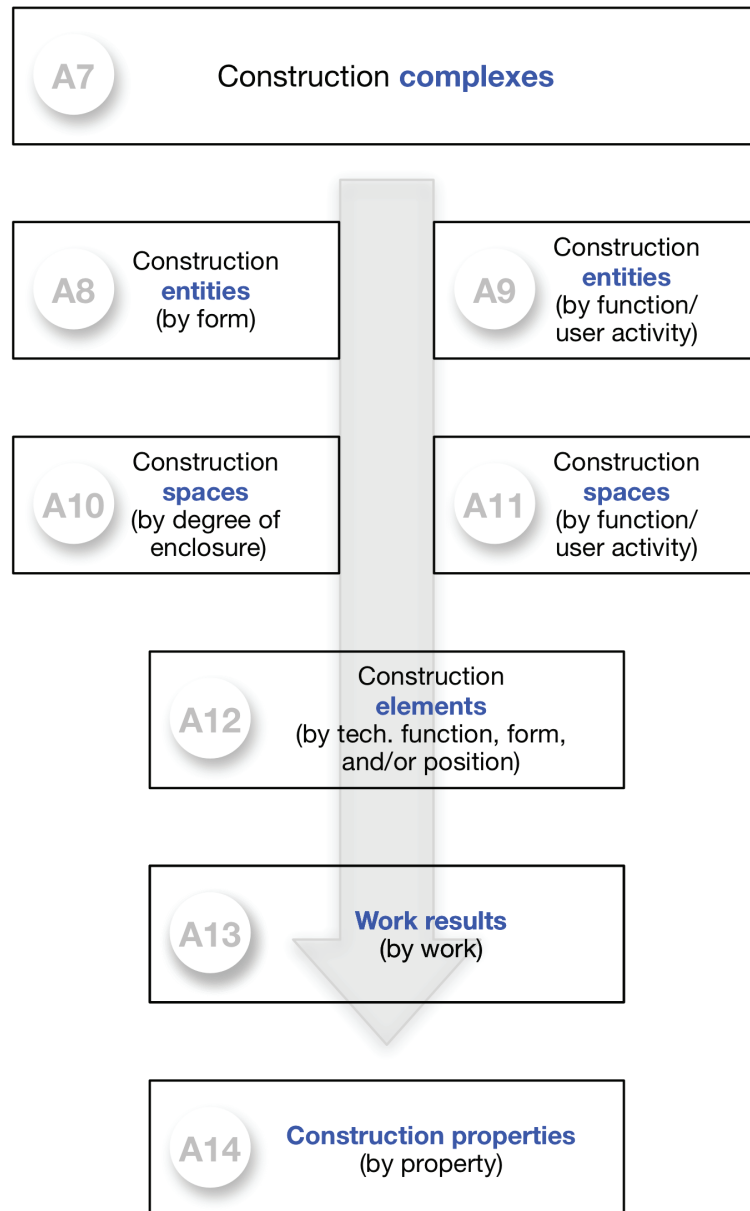 A7
Construction complexes
A8
Construction
entities
(by form)
A9
Construction
entities
(by function/
user activity)
A10
Construction
spaces
(by degree of
enclosure)
A11
Construction
spaces
(by function/
user activity)
A12
Construction
elements
(by tech. function, form,
and/or position)
A13
Work results
(by work)
A14
Construction properties
(by property)